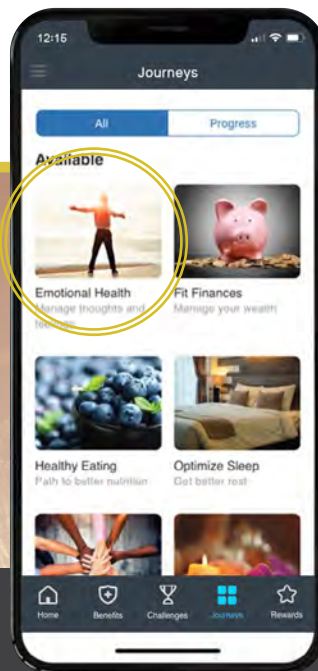 12:15
Journeys
All Progress
Available
Emotional Health
Manage thoughts and
feelings
Fit Finances
Manage your wealth
Healthy Eating
Path to better nutrition
Optimize Sleep
Get better rest
Home Benefits Challenges Journeys Rewards